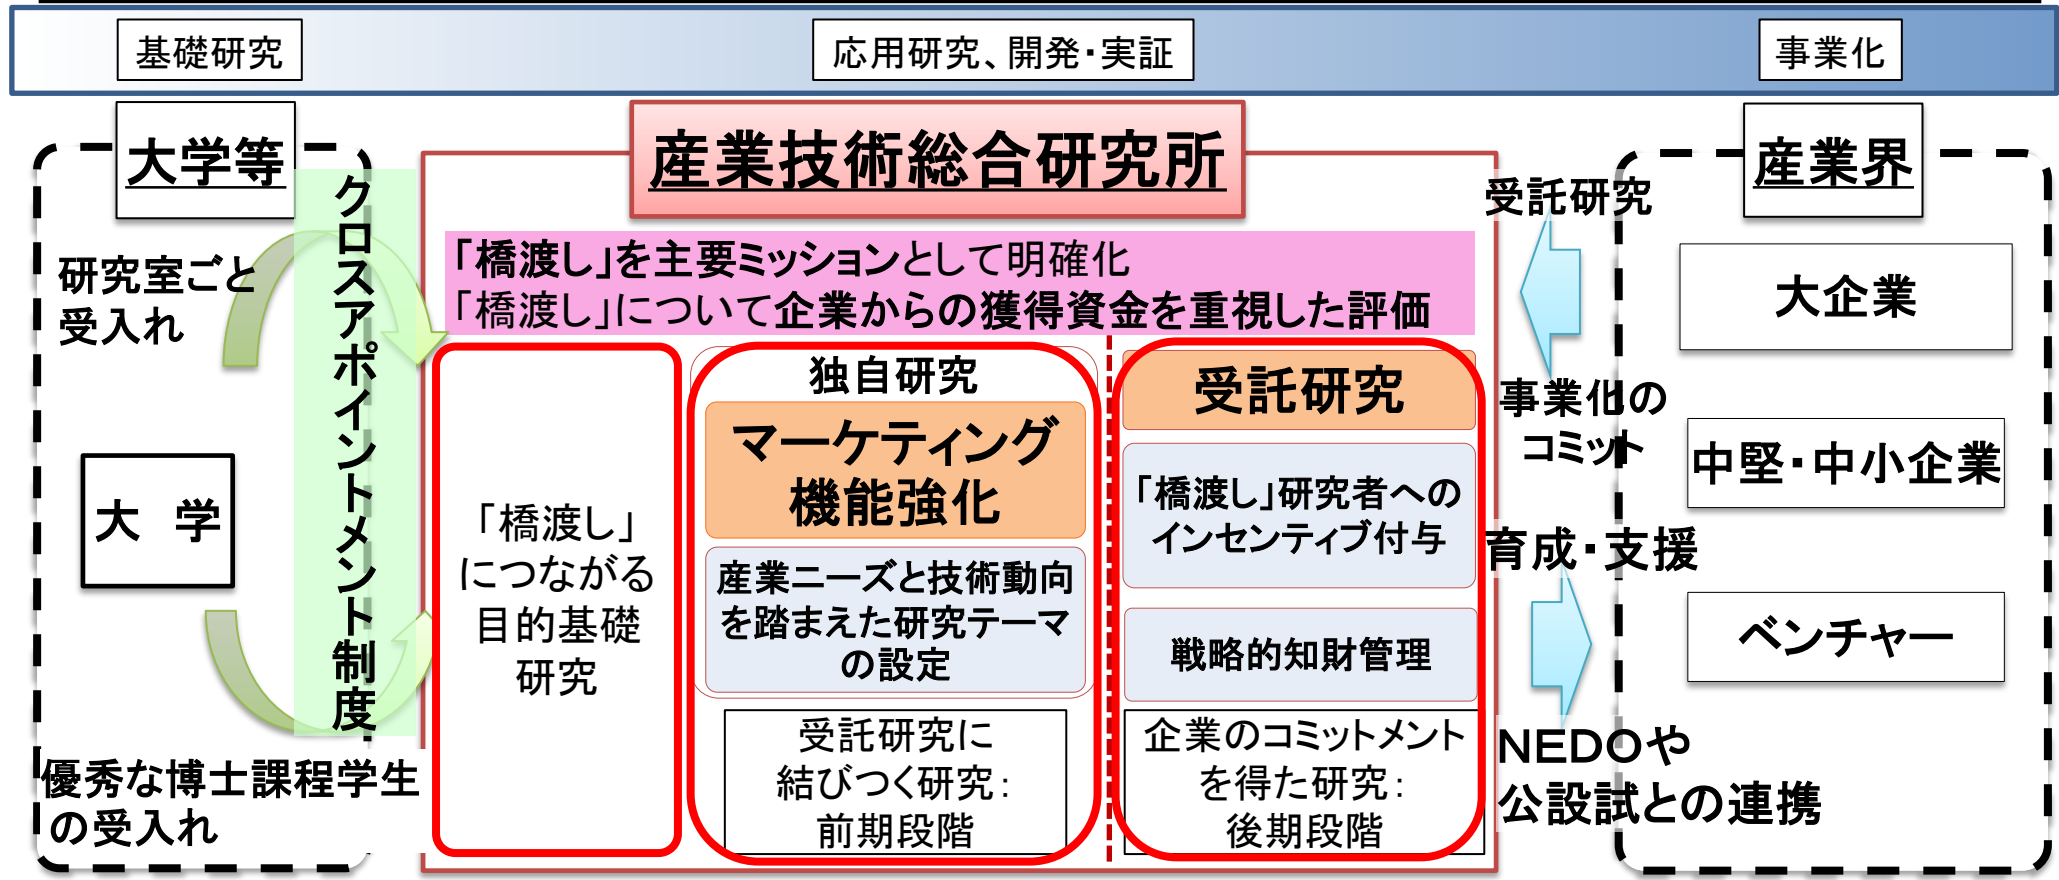 基礎研究
応用研究、開発・実証
事業化
大学等
産業技術総合研究所
産業界
クロスアポイントメント制度
研究室ごと
受入れ
大　学
優秀な博士課程学生
の受入れ
「橋渡し」を主要ミッションとして明確化
「橋渡し」について企業からの獲得資金を重視した評価
「橋渡し」
につながる
目的基礎
研究
独自研究
マーケティング
機能強化
産業ニーズと技術動向
を踏まえた研究テーマ
の設定
受託研究に
結びつく研究：
前期段階
受託研究
「橋渡し」研究者への
インセンティブ付与
戦略的知財管理
企業のコミットメント
を得た研究：
後期段階
受託研究
事業化の
コミット
育成・支援
NEDOや
公設試との連携
大企業
中堅・中小企業
ベンチャー